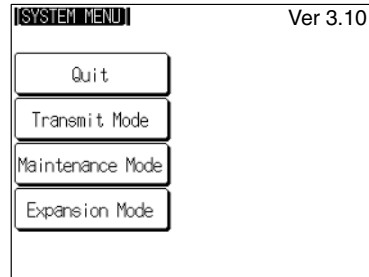 [SYSTEM MENU]
Ver 3.10
Quit
Transmit Mode
Maintenance Mode
Expansion Mode